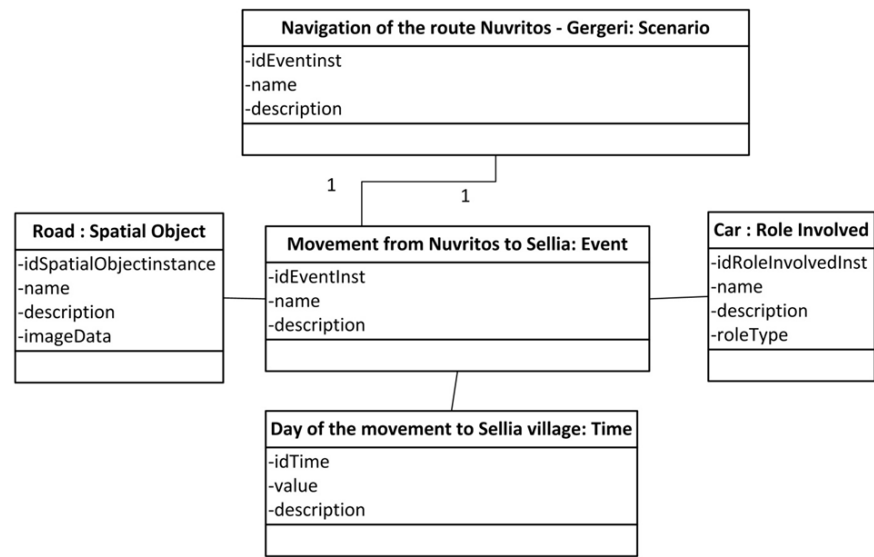 Navigation of the route Nuvritos - Gergeri: Scenario
-idEventinst
-name
-description
1
1
Road : Spatial Object
-idSpatialObjectinstance
-name
-description
-imageData
Movement from Nuvritos to Sellia: Event
-idEventInst
-name
-description
Car : Role Involved
-idRoleInvolvedInst
-name
-description
-roleType
Day of the movement to Sellia village: Time
-idTime
-value
-description